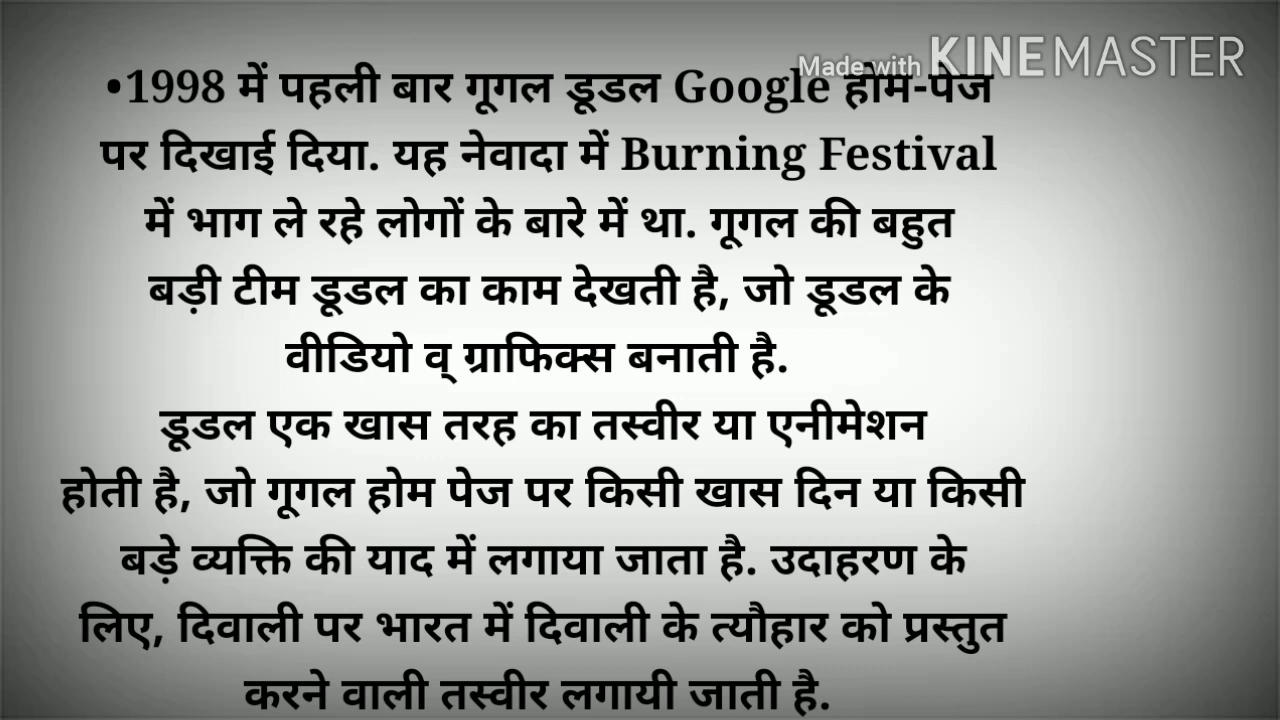 Made with KINEMASTER
•1998 में पहली बार गूगल डूडल Google होम-पेज
पर दिखाई दिया. यह नेवादा में Burning Festival
में भाग ले रहे लोगों के बारे में था. गूगल की बहुत
बड़ी टीम डूडल का काम देखती है, जो डूडल के
वीडियो व् ग्राफिक्स बनाती है.
डूडल एक खास तरह का तस्वीर या एनीमेशन
होती है, जो गूगल होम पेज पर किसी खास दिन या किसी
बड़े व्यक्ति की याद में लगाया जाता है. उदाहरण के
लिए, दिवाली पर भारत में दिवाली के त्यौहार को प्रस्तुत
करने वाली तस्वीर लगायी जाती है.